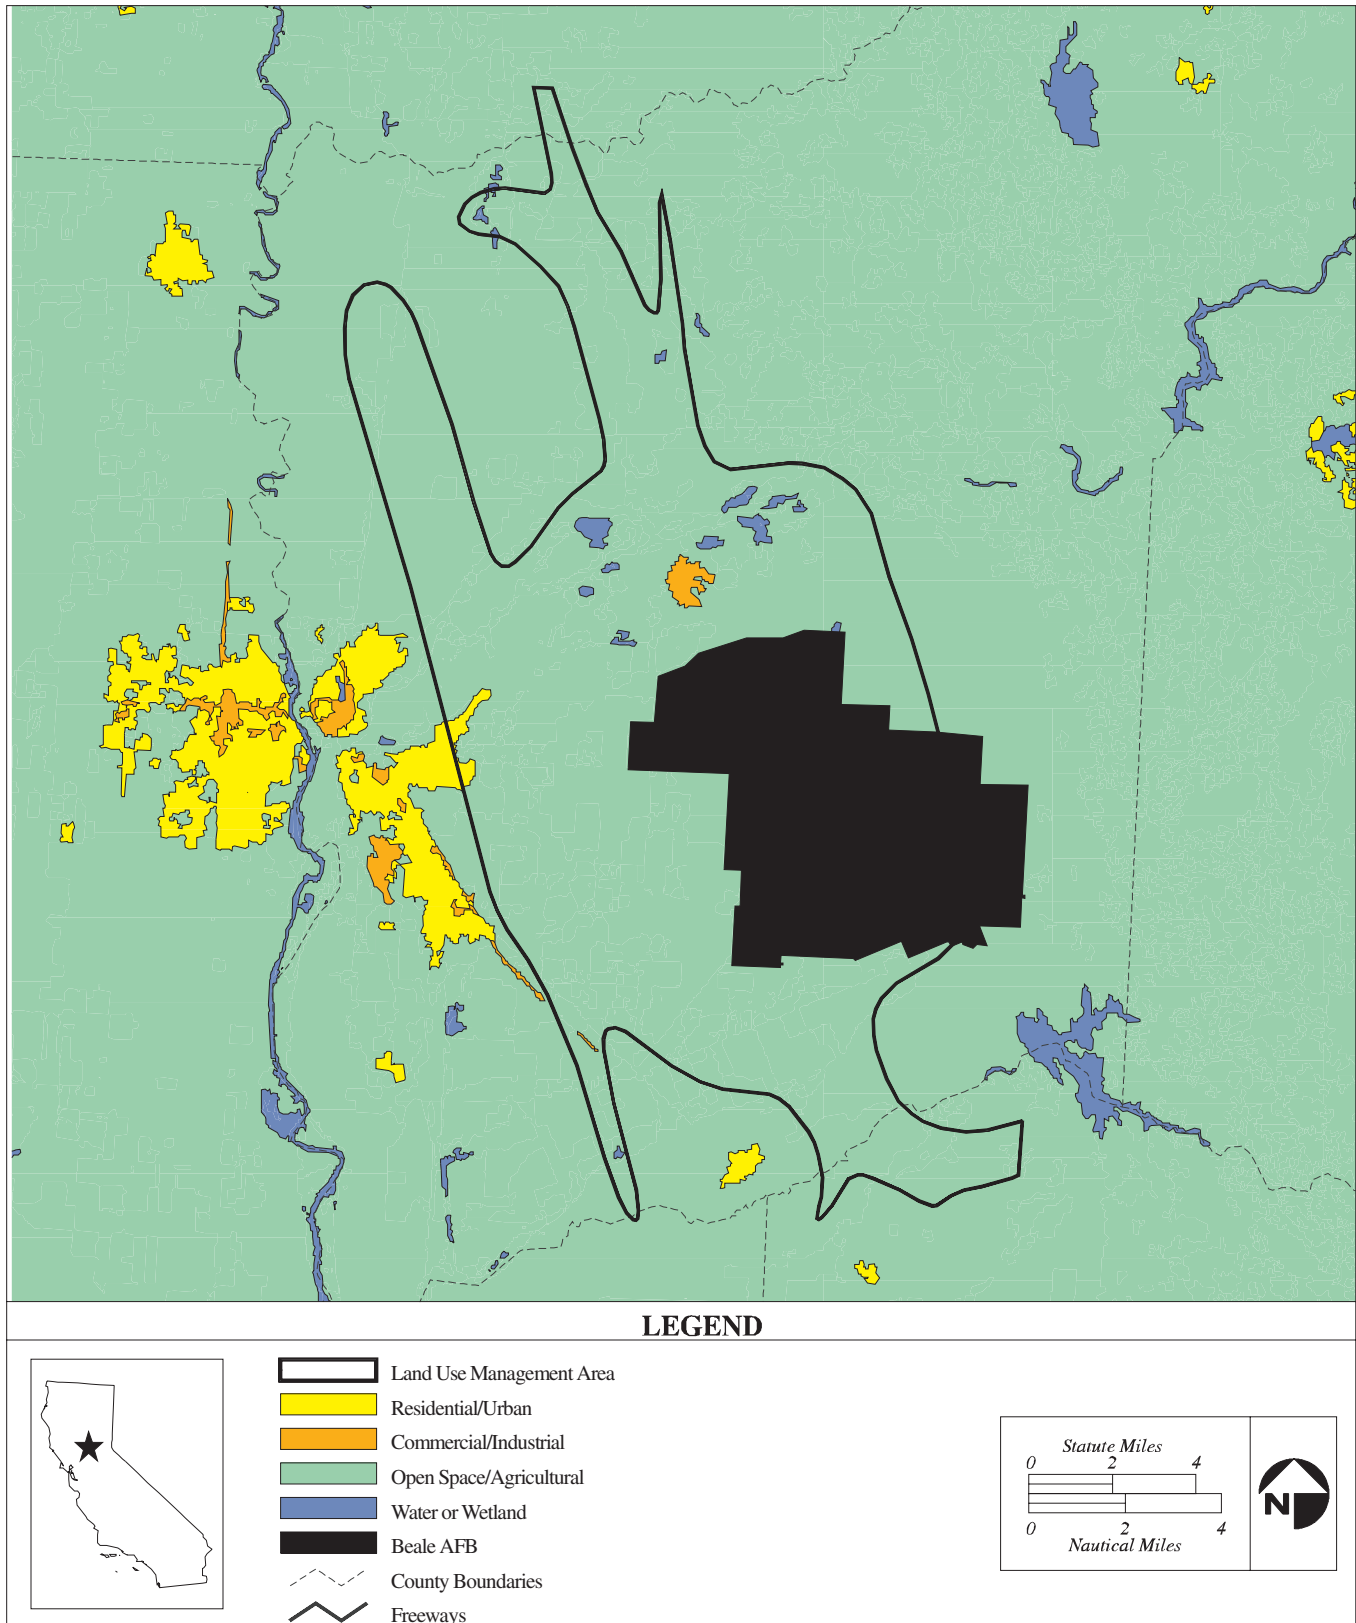 LEGEND
Land Use Management Area
Residential/Urban
Commercial/Industrial
Open Space/Agricultural
Water or Wetland
Beale AFB
County Boundaries
Freeways
Statute Miles
0 2 4
0 2 4
Nautical Miles
N